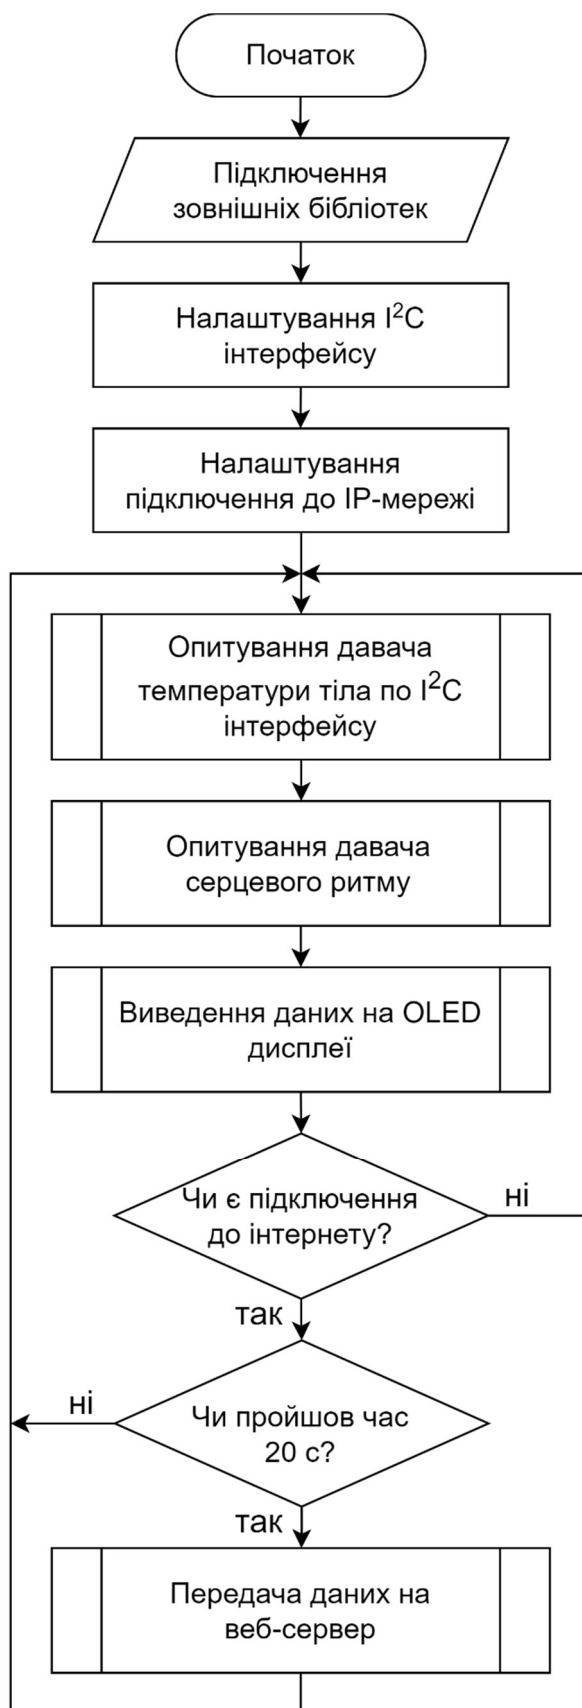 Початок
Підключення
зовнішніх бібліотек
Налаштування I²C
інтерфейсу
Налаштування
підключення до IP-мережі
Опитування давача
температури тіла по I²C
інтерфейсу
Опитування давача
серцевого ритму
Виведення даних на OLED
дисплеї
Чи є підключення
до інтернету?
ні
так
Чи пройшов час
20 с?
ні
так
Передача даних на
веб-сервер